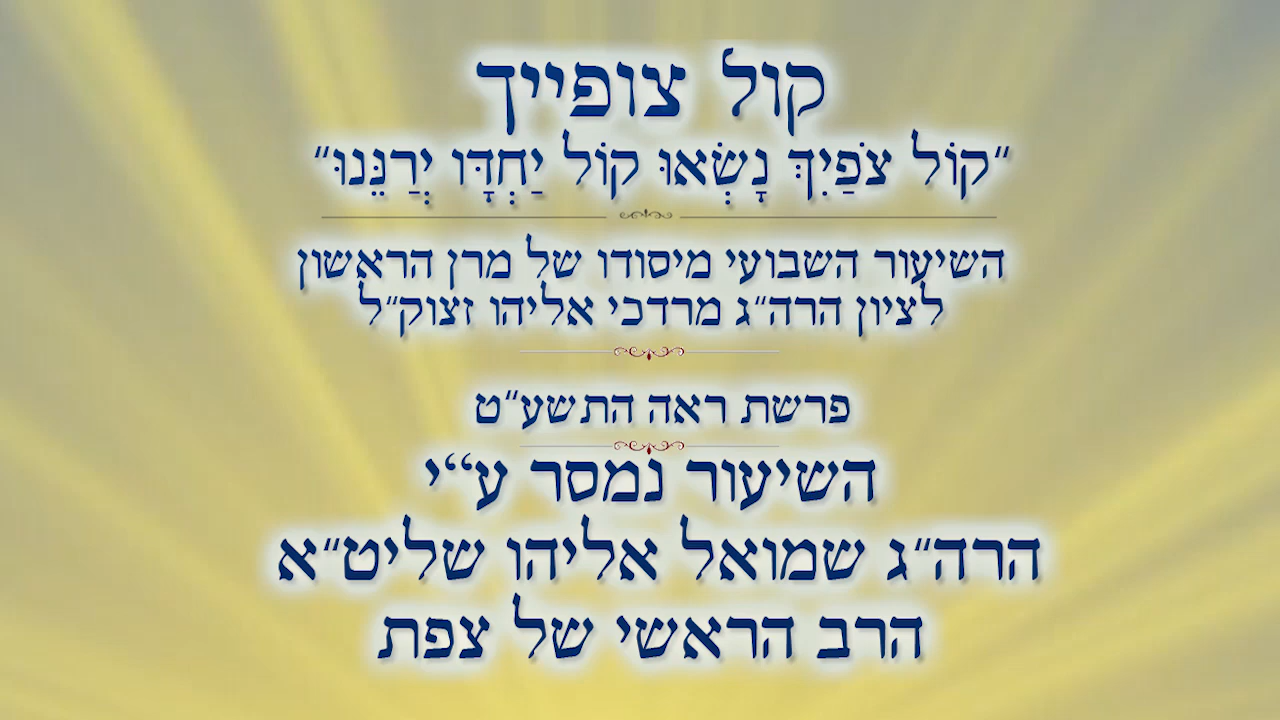 קול צופייך
"קוֹל צֹפַיִךְ נָשְׂאוּ קוֹל יַחְדָּו יְרַנֵּנוּ"
השיעור השבועי מיסודו של מרן הראשון
לציון הרה"ג מרדכי אליהו זצוק"ל
פרשת ראה התשע"ט
השיעור נמסר ע"י
הרה"ג שמואל אליהו שליט"א
הרב הראשי של צפת